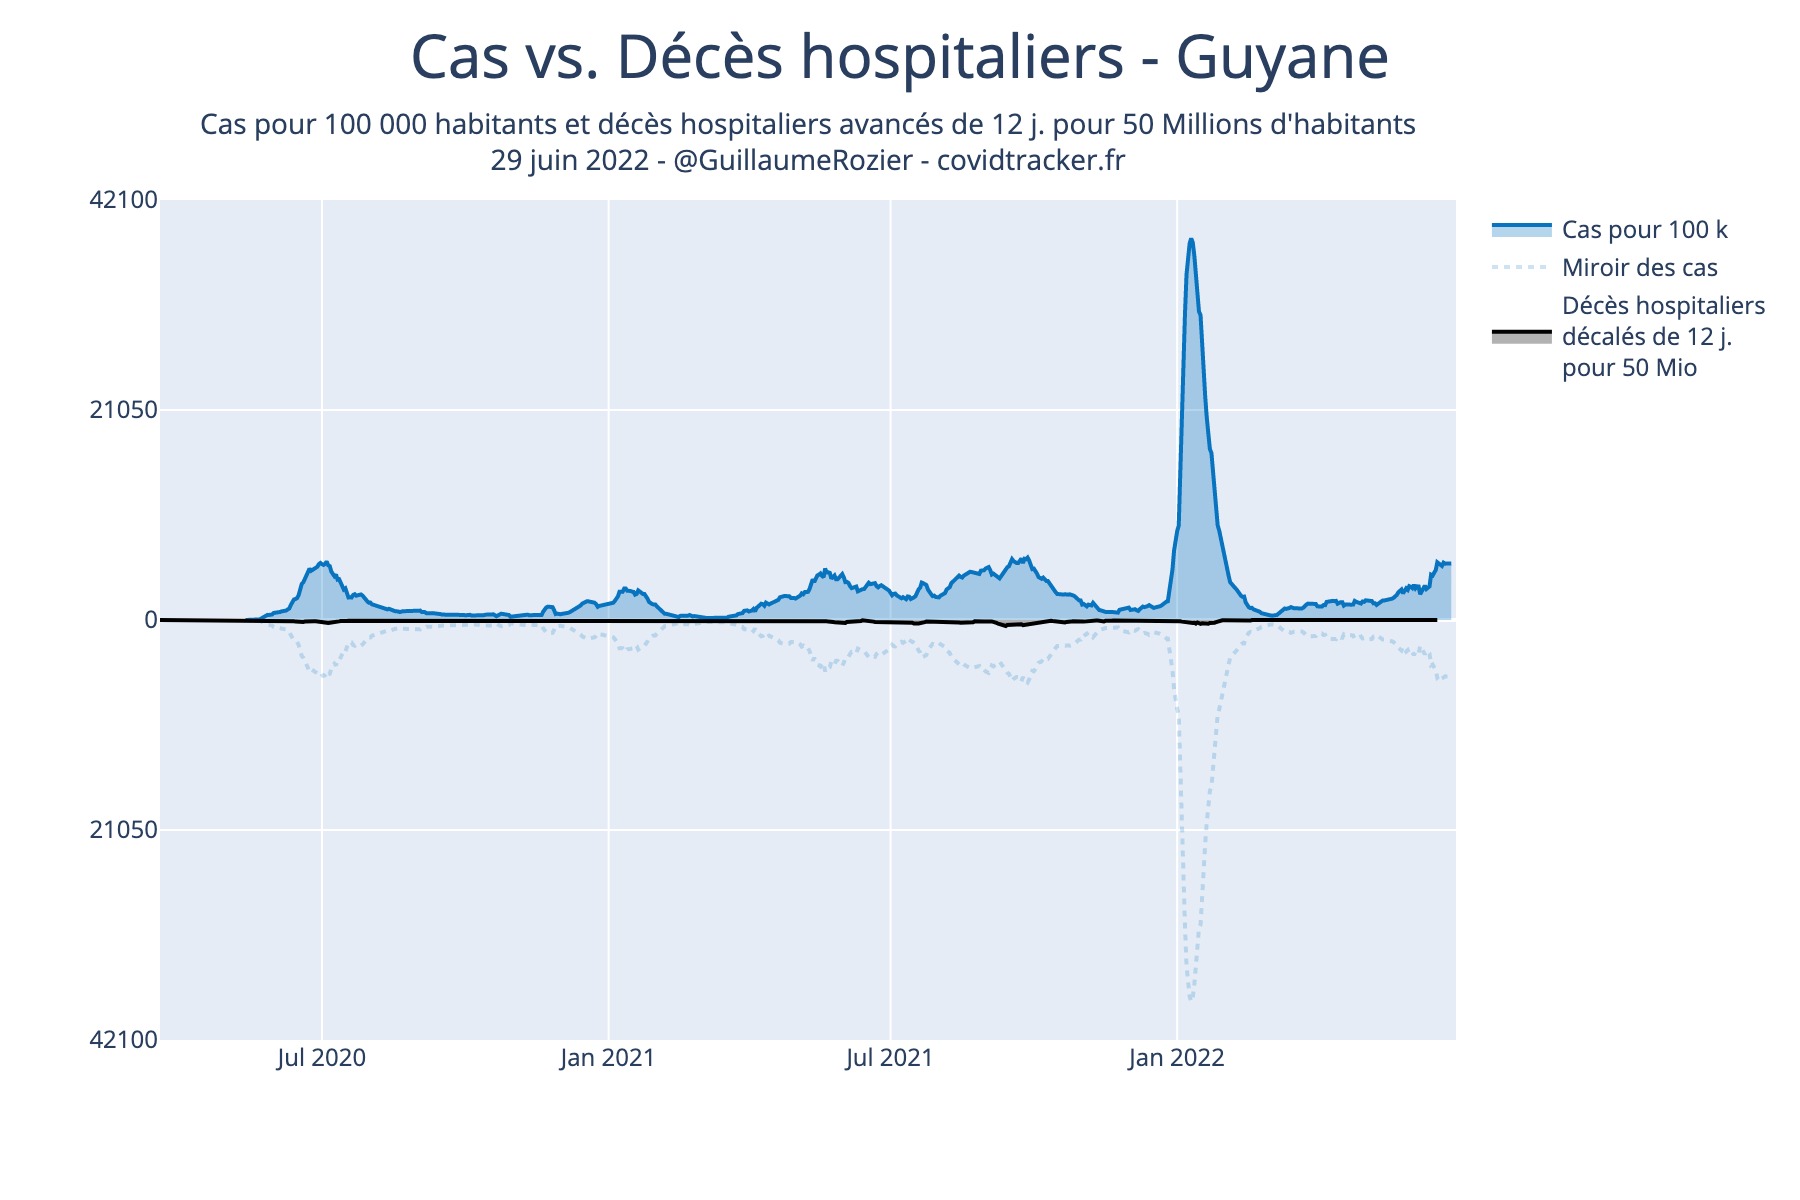 Cas vs. Décès hospitaliers - Guyane
Cas pour 100 000 habitants et décès hospitaliers avancés de 12 j. pour 50 Millions d'habitants
29 juin 2022 - @GuillaumeRozier - covidtracker.fr
42100
21050
0
21050
42100
Jul 2020
Jan 2021
Jul 2021
Jan 2022
Cas pour 100 k
Miroir des cas
Décès hospitaliers
décalés de 12 j.
pour 50 Mio